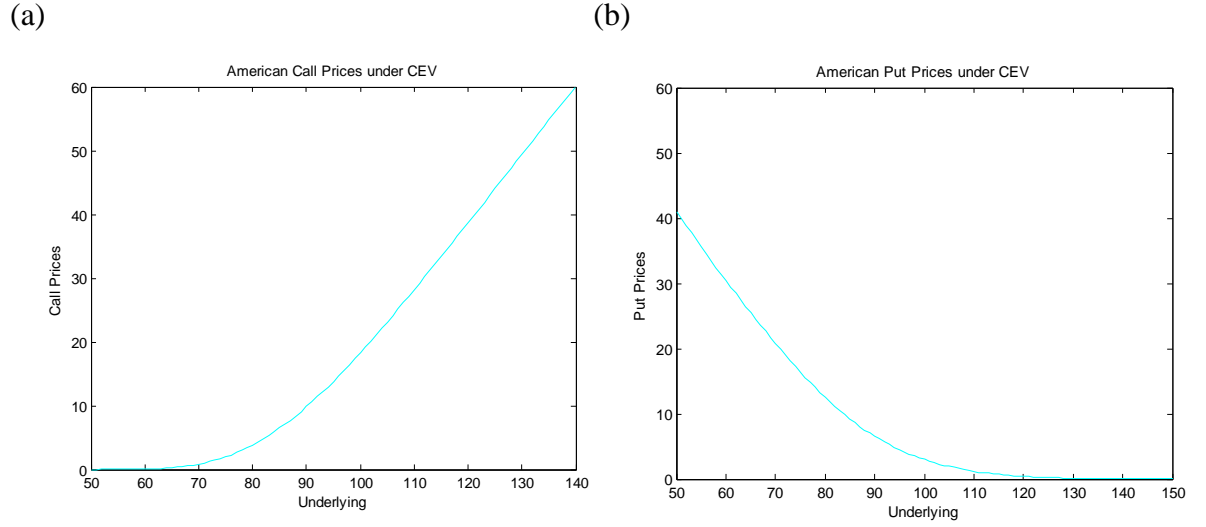 (a)
American Call Prices under CEV
60
50
40
30
20
10
0
Call Prices
50 60 70 80 90 100 110 120 130 140
Underlying
(b)
American Put Prices under CEV
60
50
40
30
20
10
0
Put Prices
50 60 70 80 90 100 110 120 130 140 150
Underlying